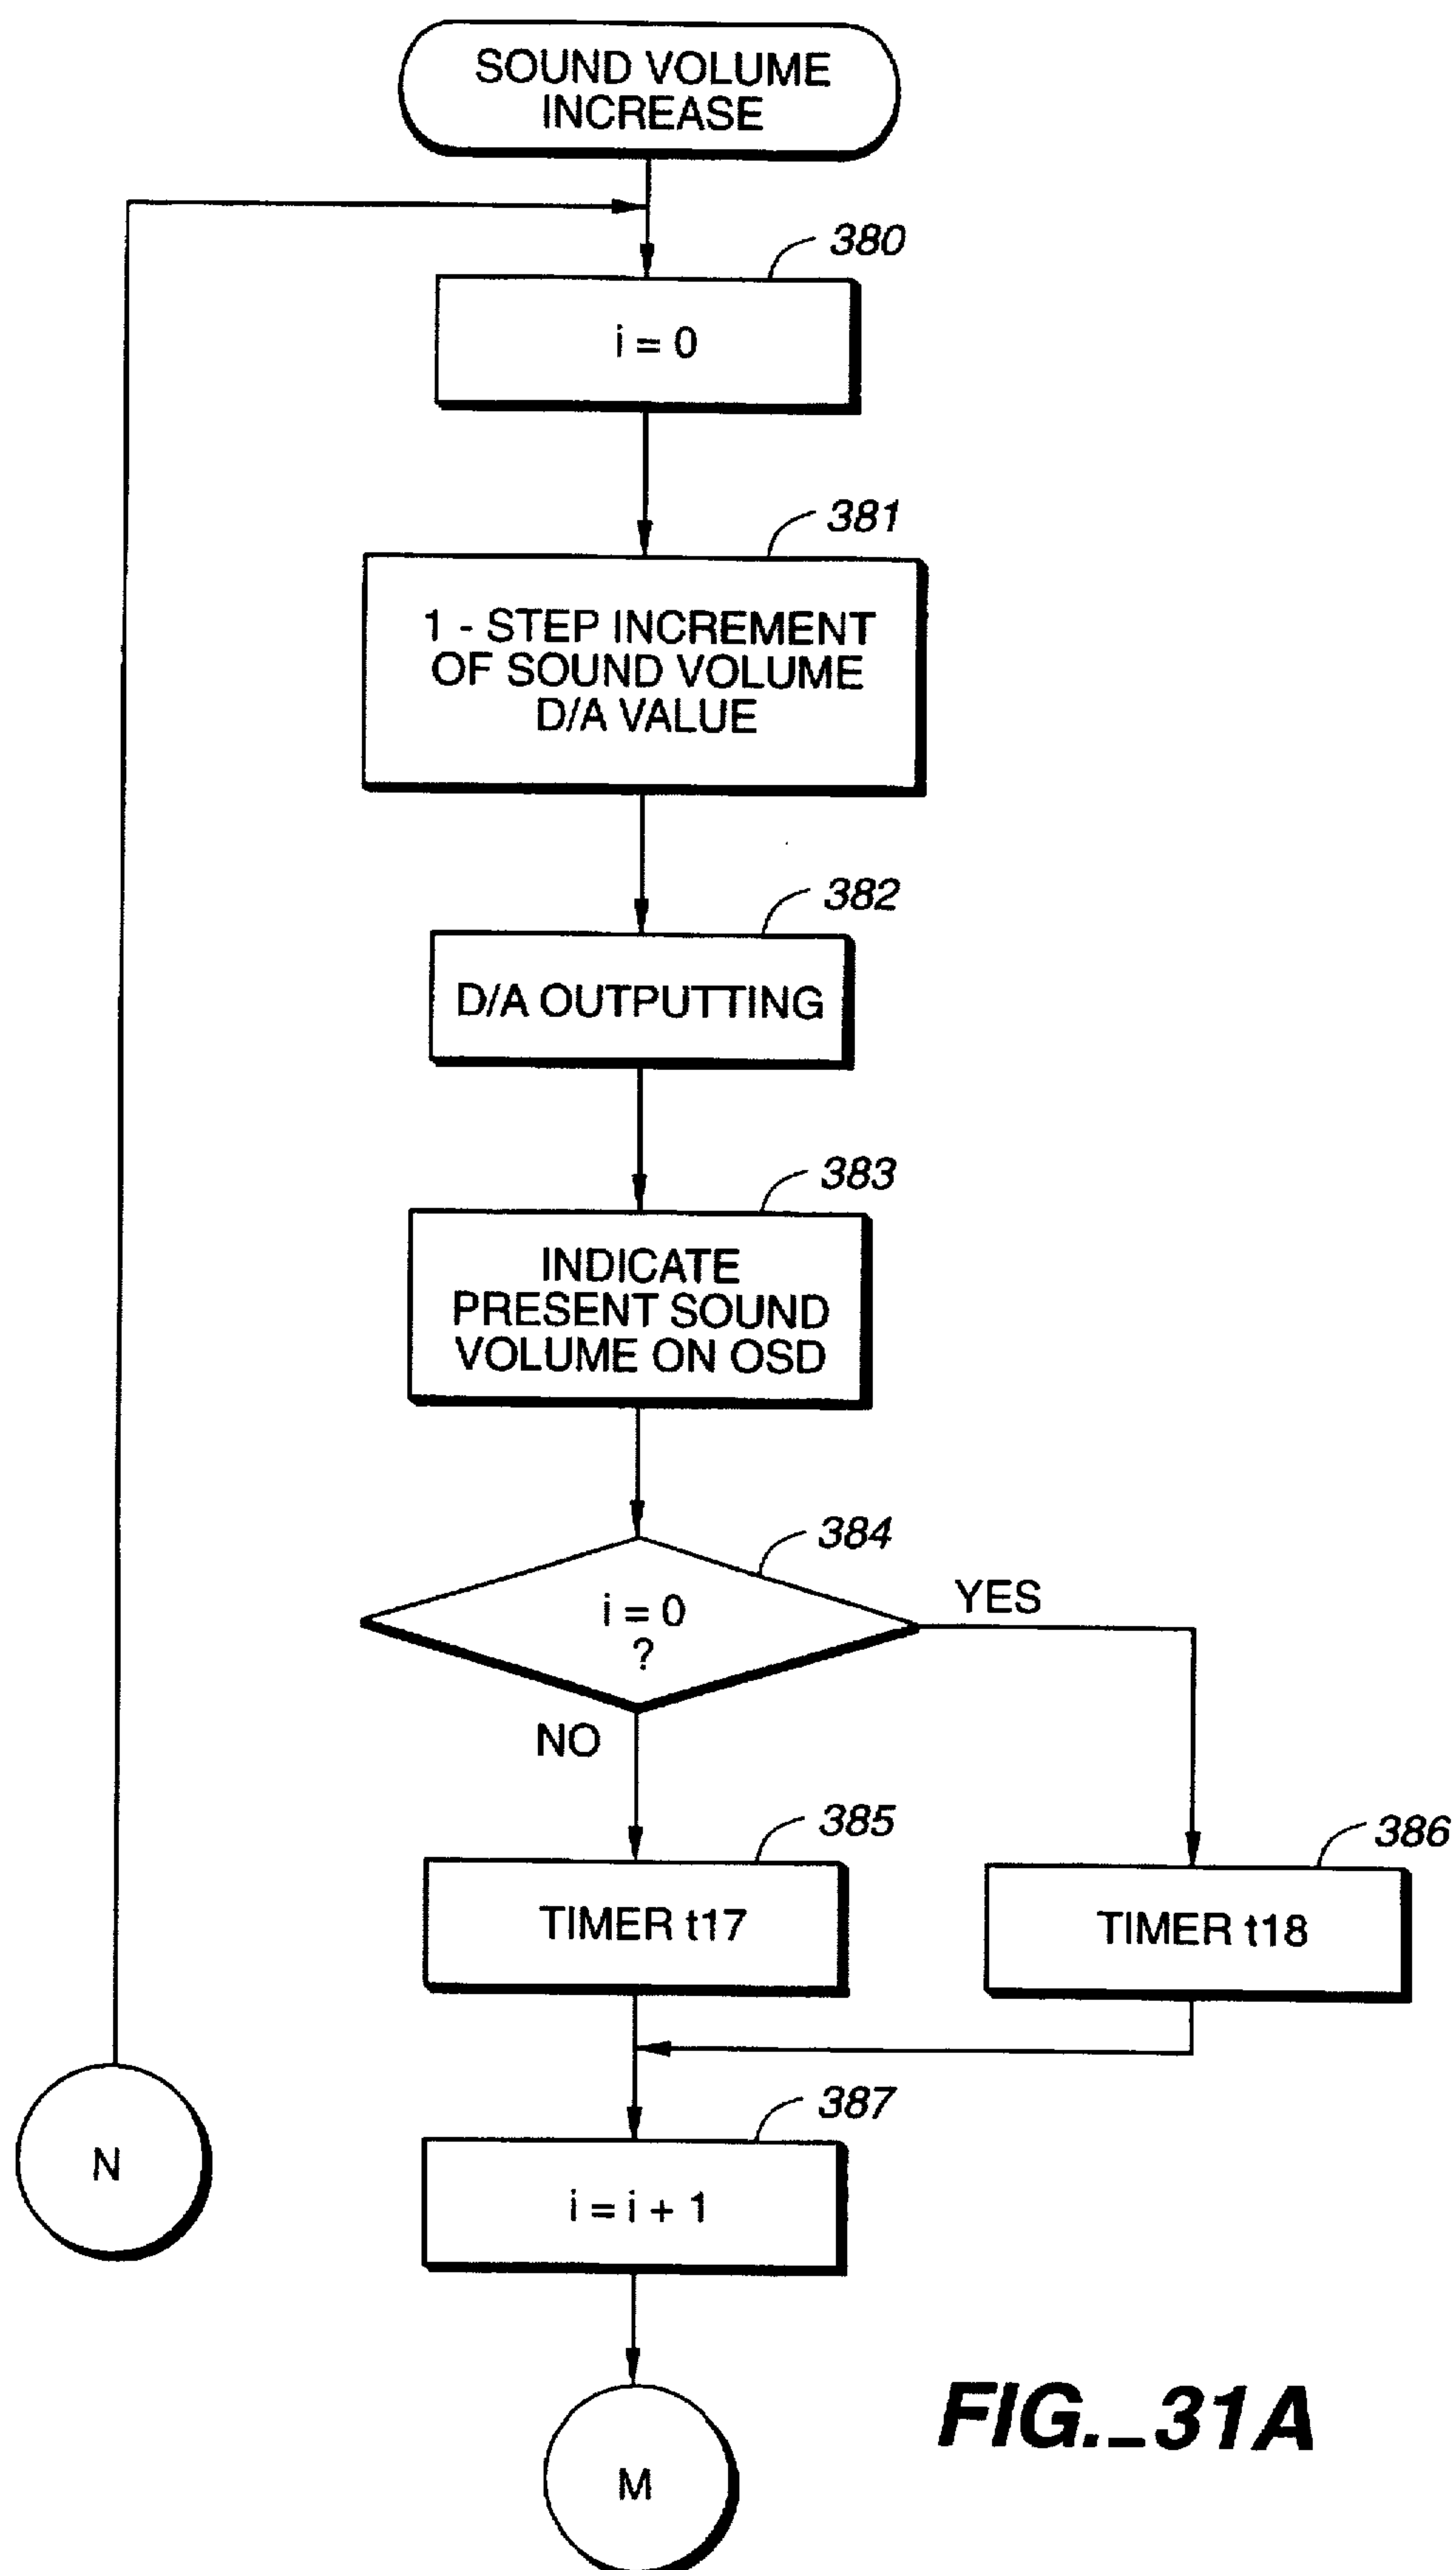 SOUND VOLUME
INCREASE
380
i = 0
381
1 - STEP INCREMENT
OF SOUND VOLUME
D/A VALUE
382
D/A OUTPUTTING
383
INDICATE
PRESENT SOUND
VOLUME ON OSD
384
i = 0
?
YES
NO
385
TIMER t17
386
TIMER t18
387
i = i + 1
N
M
FIG._31A